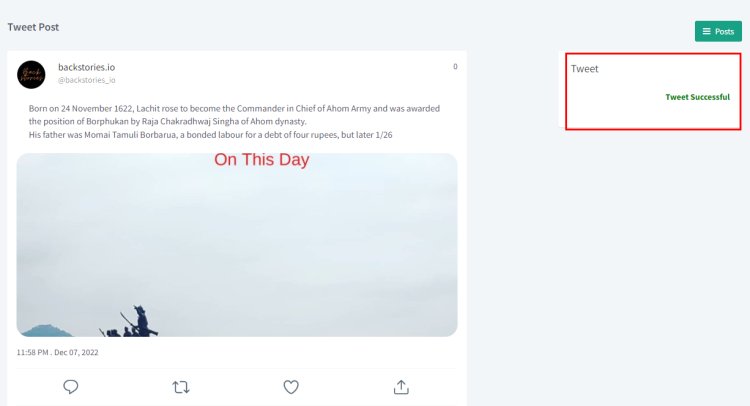 Tweet Post
Posts
backstories.io
0
@backstories_io
Born on 24 November 1622, Lachit rose to become the Commander in Chief of Ahom Army and was awarded
the position of Borphukan by Raja Chakradhwaj Singha of Ahom dynasty.
His father was Momai Tamuli Borbarua, a bonded labour for a debt of four rupees, but later 1/26
On This Day
11:58 PM . Dec 07, 2022
Tweet
Tweet Successful